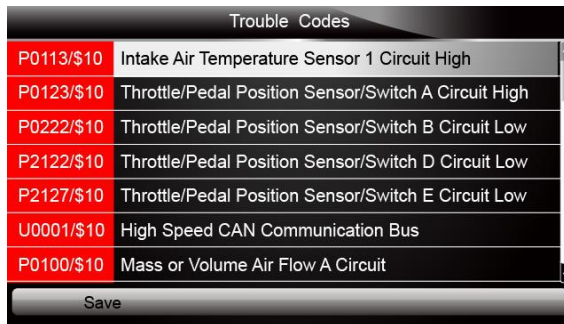 Trouble Codes
P0113/$10 Intake Air Temperature Sensor 1 Circuit High
P0123/$10 Throttle/Pedal Position Sensor/Switch A Circuit High
P0222/$10 Throttle/Pedal Position Sensor/Switch B Circuit Low
P2122/$10 Throttle/Pedal Position Sensor/Switch D Circuit Low
P2127/$10 Throttle/Pedal Position Sensor/Switch E Circuit Low
U0001/$10 High Speed CAN Communication Bus
P0100/$10 Mass or Volume Air Flow A Circuit
Save